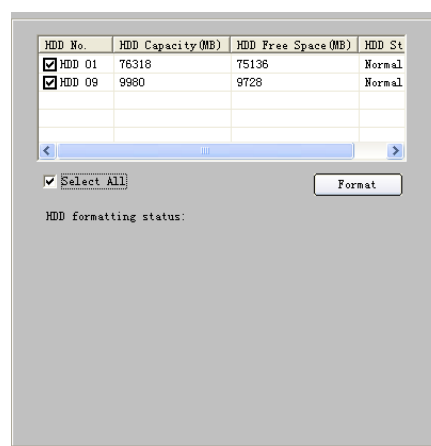 HDD No. HDD Capacity(MB) HDD Free Space(MB) HDD St
HDD 01 76318 75136 Normal
HDD 09 9980 9728 Normal
Select All Format
HDD formatting status: